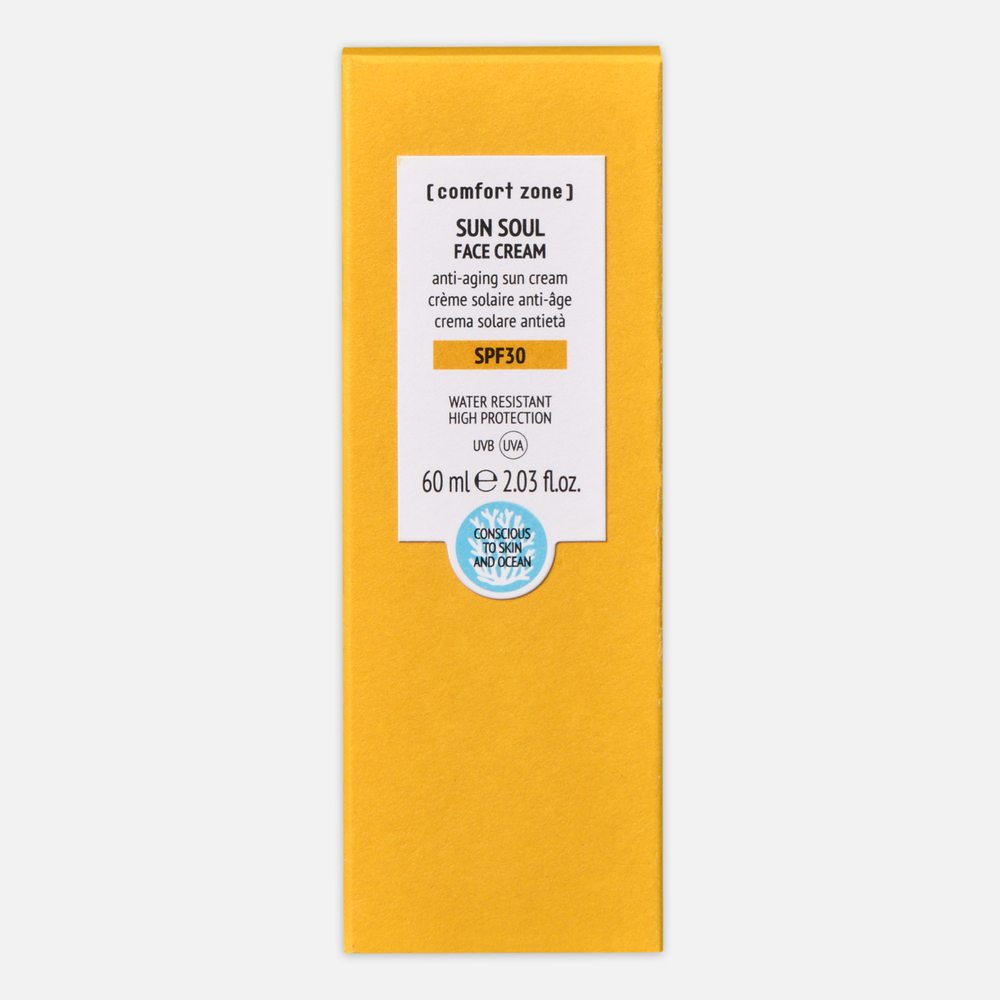 [comfort zone]
SUN SOUL
FACE CREAM
anti-aging sun cream
crème solaire anti-âge
crema solare antietà
SPF30
WATER RESISTANT
HIGH PROTECTION
UVB UVA
60 ml ℮ 2.03 fl.oz.
CONSCIOUS
TO SKIN
AND OCEAN